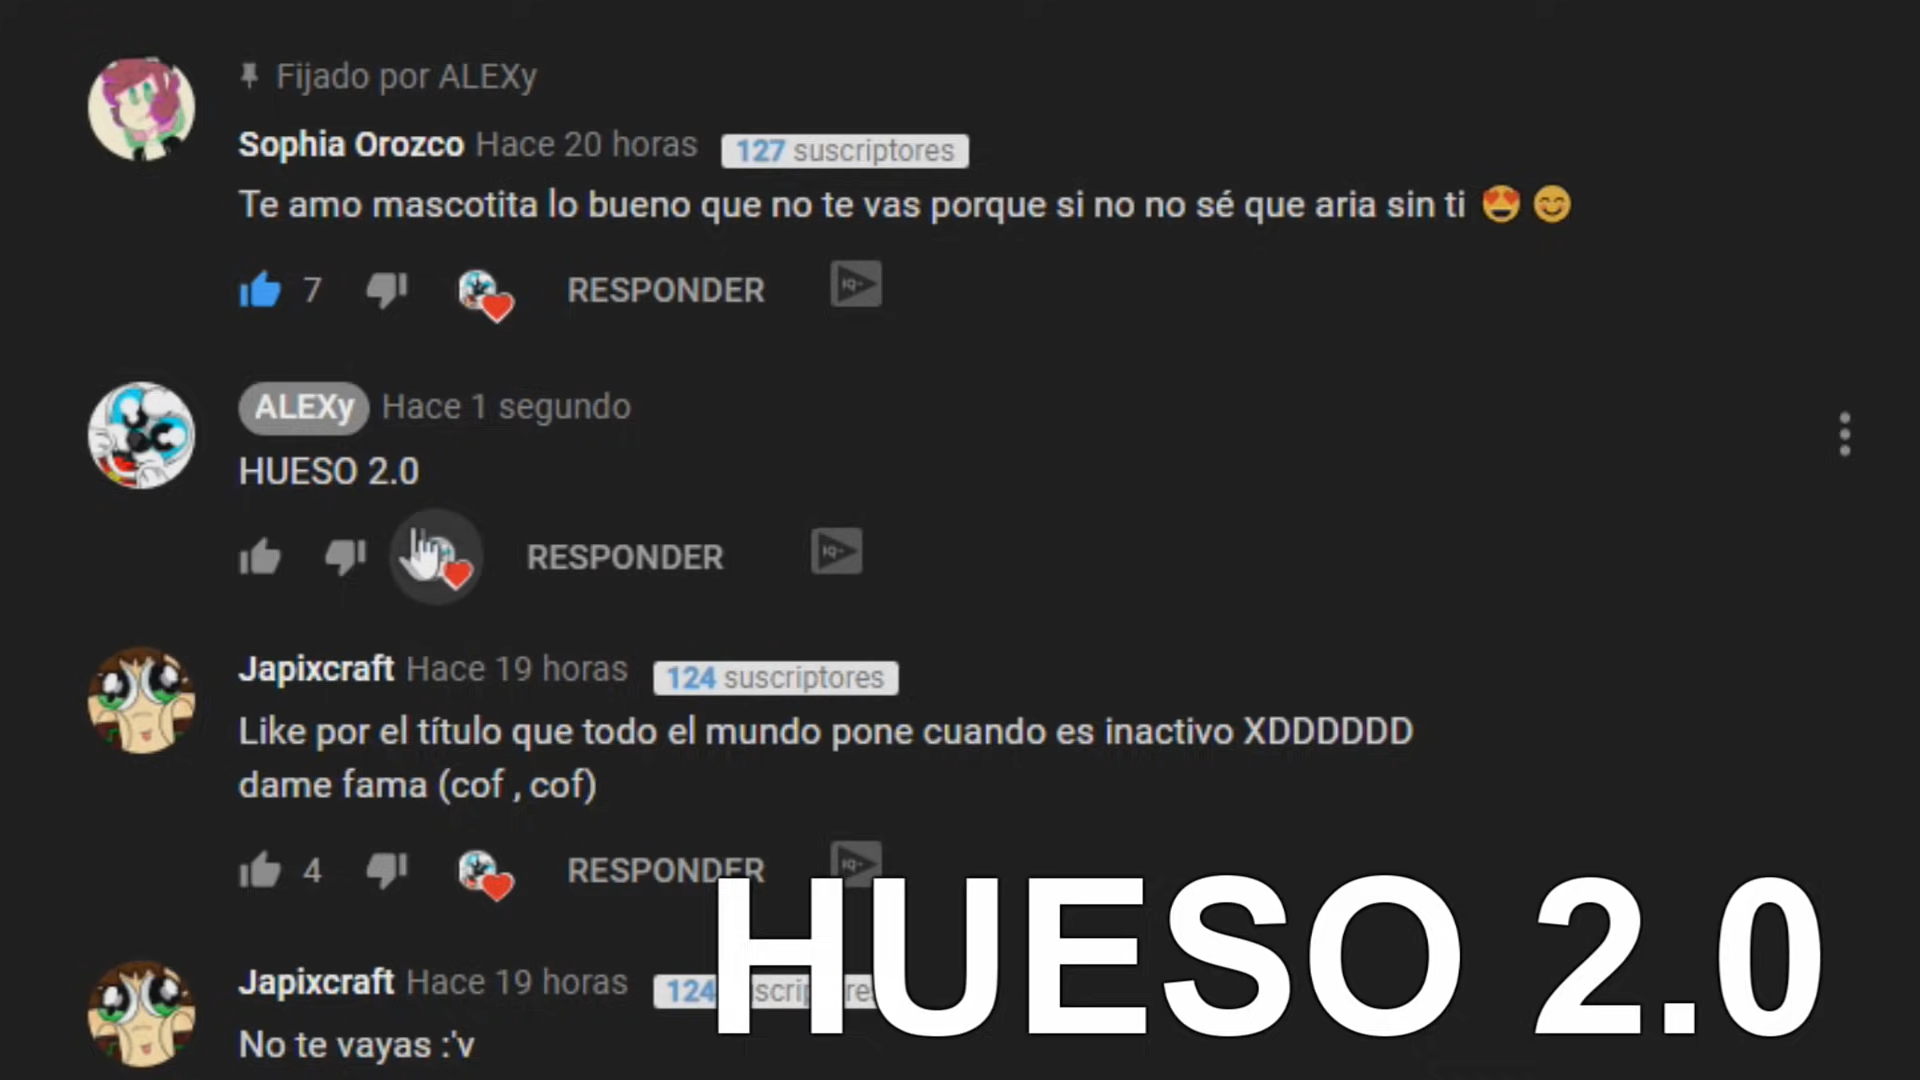 Fijado por ALEXy
Sophia Orozco Hace 20 horas 127 suscriptores
Te amo mascotita lo bueno que no te vas porque si no no sé que aria sin ti 😍 😊
7 RESPONDER IQ
ALEXy Hace 1 segundo
HUESO 2.0
RESPONDER IQ
Japixcraft Hace 19 horas 124 suscriptores
Like por el título que todo el mundo pone cuando es inactivo XDDDDDD
dame fama (cof , cof)
4 RESPONDER IQ
HUESO 2.0
Japixcraft Hace 19 horas 124
No te vayas :'v